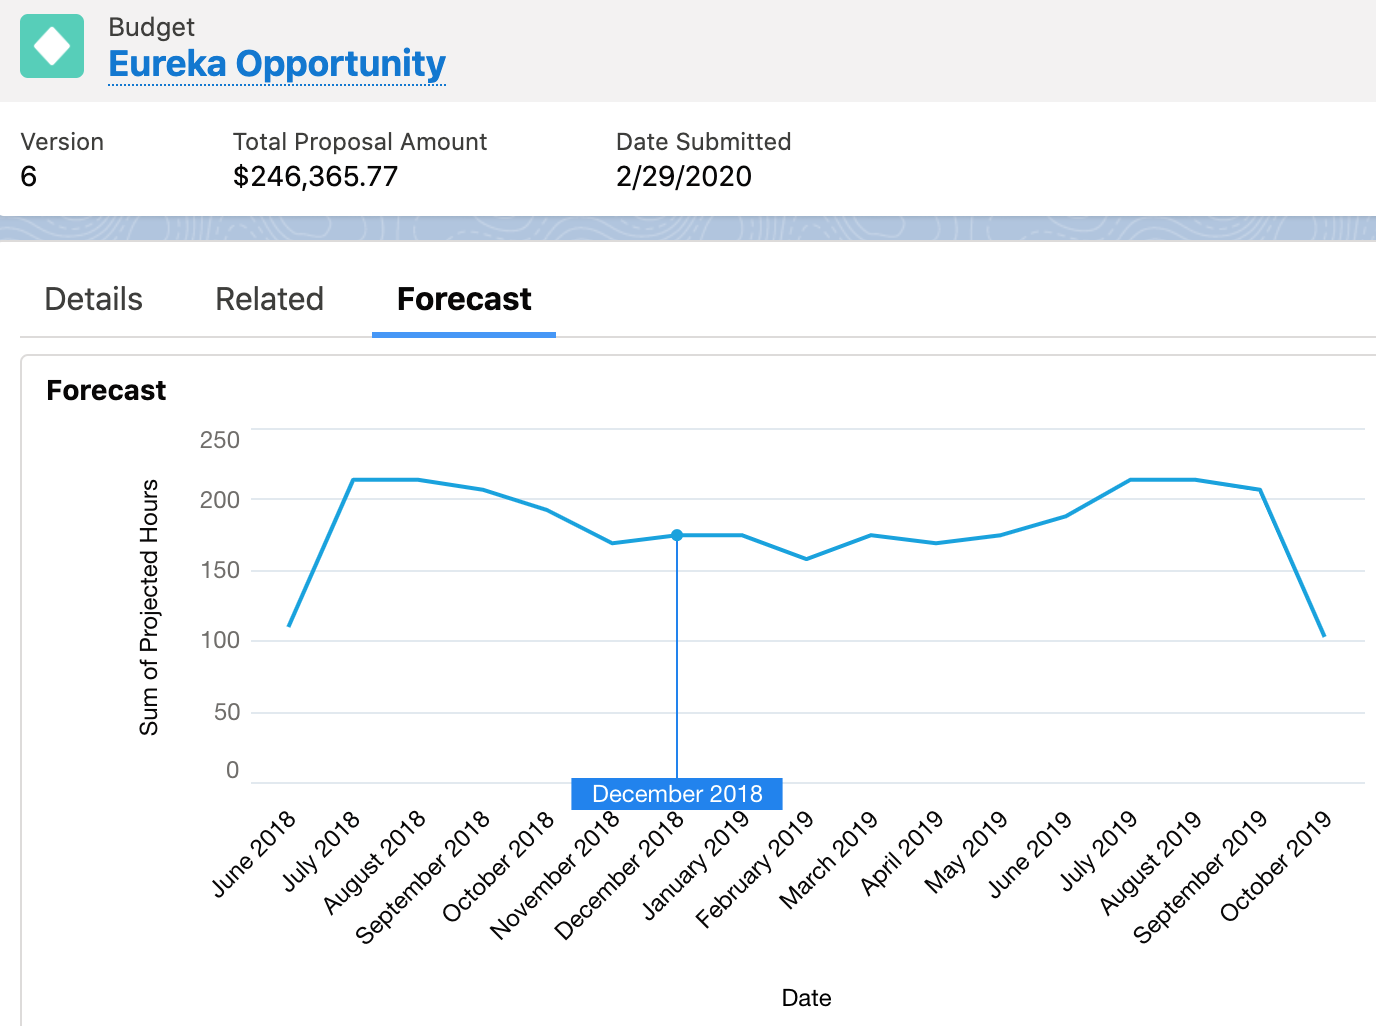 Budget
Eureka Opportunity
Version Total Proposal Amount Date Submitted
6 $246,365.77 2/29/2020
Details Related Forecast
Forecast
250
200
150
100
50
0
Sum of Projected Hours
December 2018
June 2018
July 2018
August 2018
September 2018
October 2018
November 2018
December 2018
January 2019
February 2019
March 2019
April 2019
May 2019
June 2019
July 2019
August 2019
September 2019
October 2019
Date